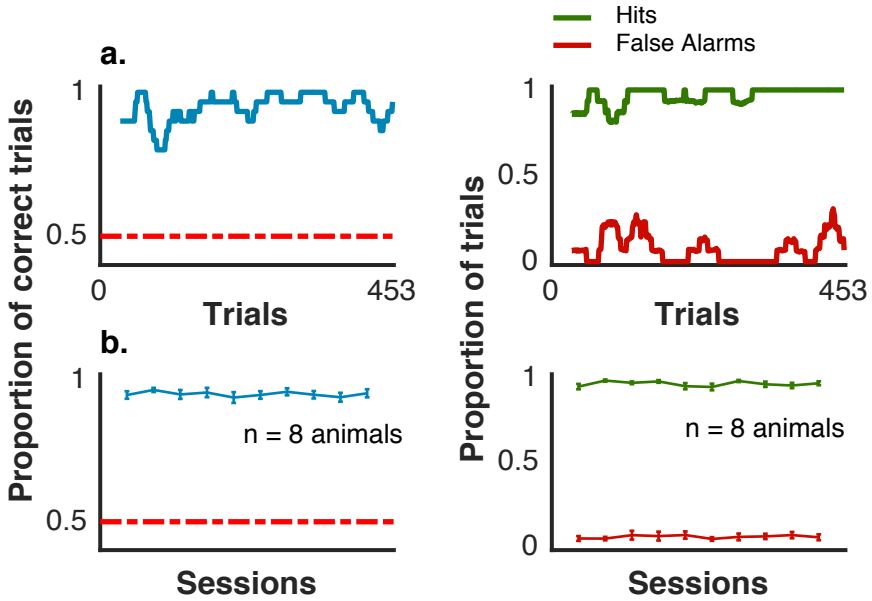 Hits
False Alarms
a.
Proportion of correct trials
1
0.5
0
453
Trials
Proportion of trials
1
0.5
0
0
453
Trials
b.
1
0.5
n = 8 animals
Sessions
1
0.5
0
n = 8 animals
Sessions